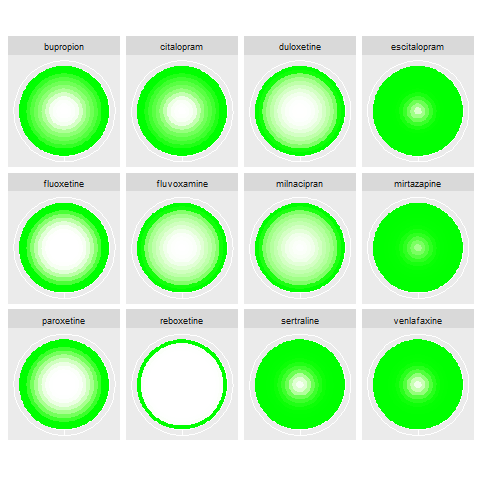 bupropion
citalopram
duloxetine
escitalopram
fluoxetine
fluvoxamine
milnacipran
mirtazapine
paroxetine
reboxetine
sertraline
venlafaxine